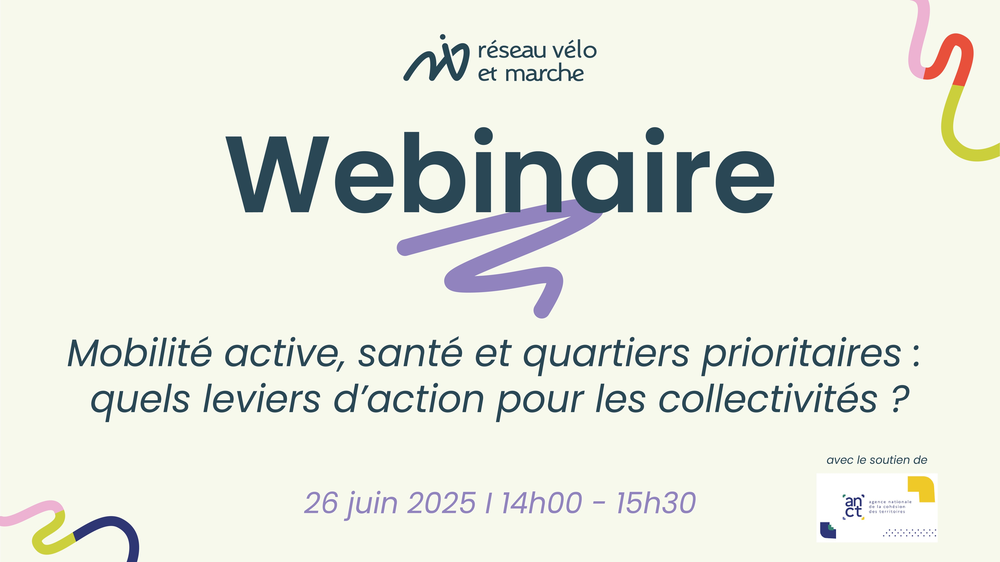 réseau vélo
et marche
Webinaire
Mobilité active, santé et quartiers prioritaires :
quels leviers d’action pour les collectivités ?
avec le soutien de
26 juin 2025 I 14h00 - 15h30
an
ct
agence nationale
de la cohésion
des territoires